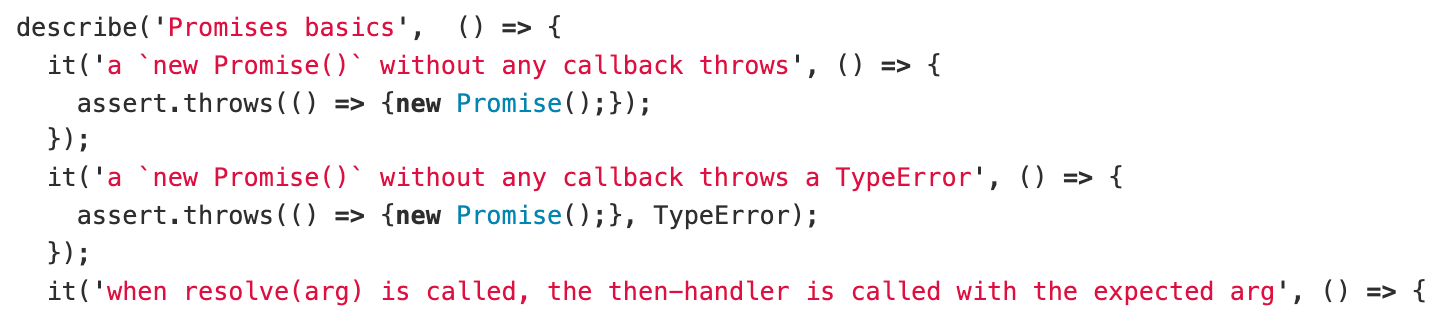 describe('Promises basics',  () => {
  it('a `new Promise()` without any callback throws', () => {
    assert.throws(() => {new Promise();});
  });
  it('a `new Promise()` without any callback throws a TypeError', () => {
    assert.throws(() => {new Promise();}, TypeError);
  });
  it('when resolve(arg) is called, the then-handler is called with the expected arg', () => {